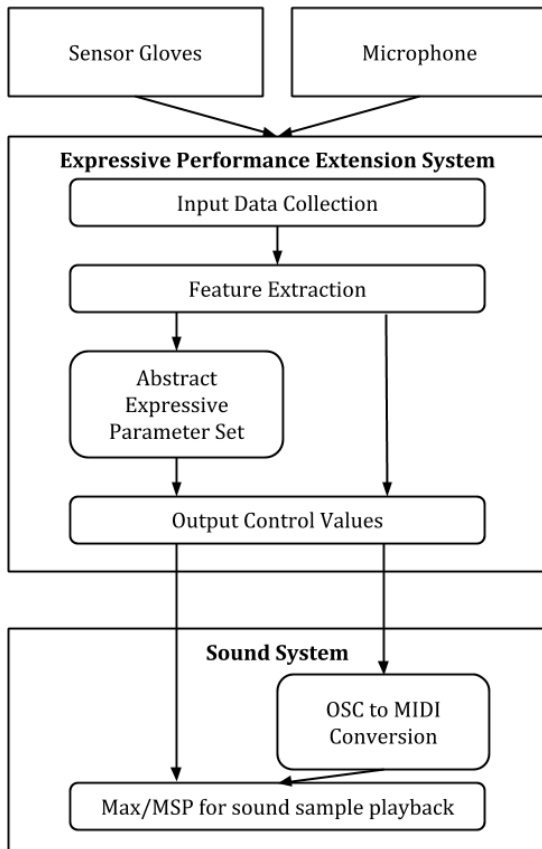 Sensor Gloves
Microphone
Expressive Performance Extension System
Input Data Collection
Feature Extraction
Abstract
Expressive
Parameter Set
Output Control Values
Sound System
OSC to MIDI
Conversion
Max/MSP for sound sample playback